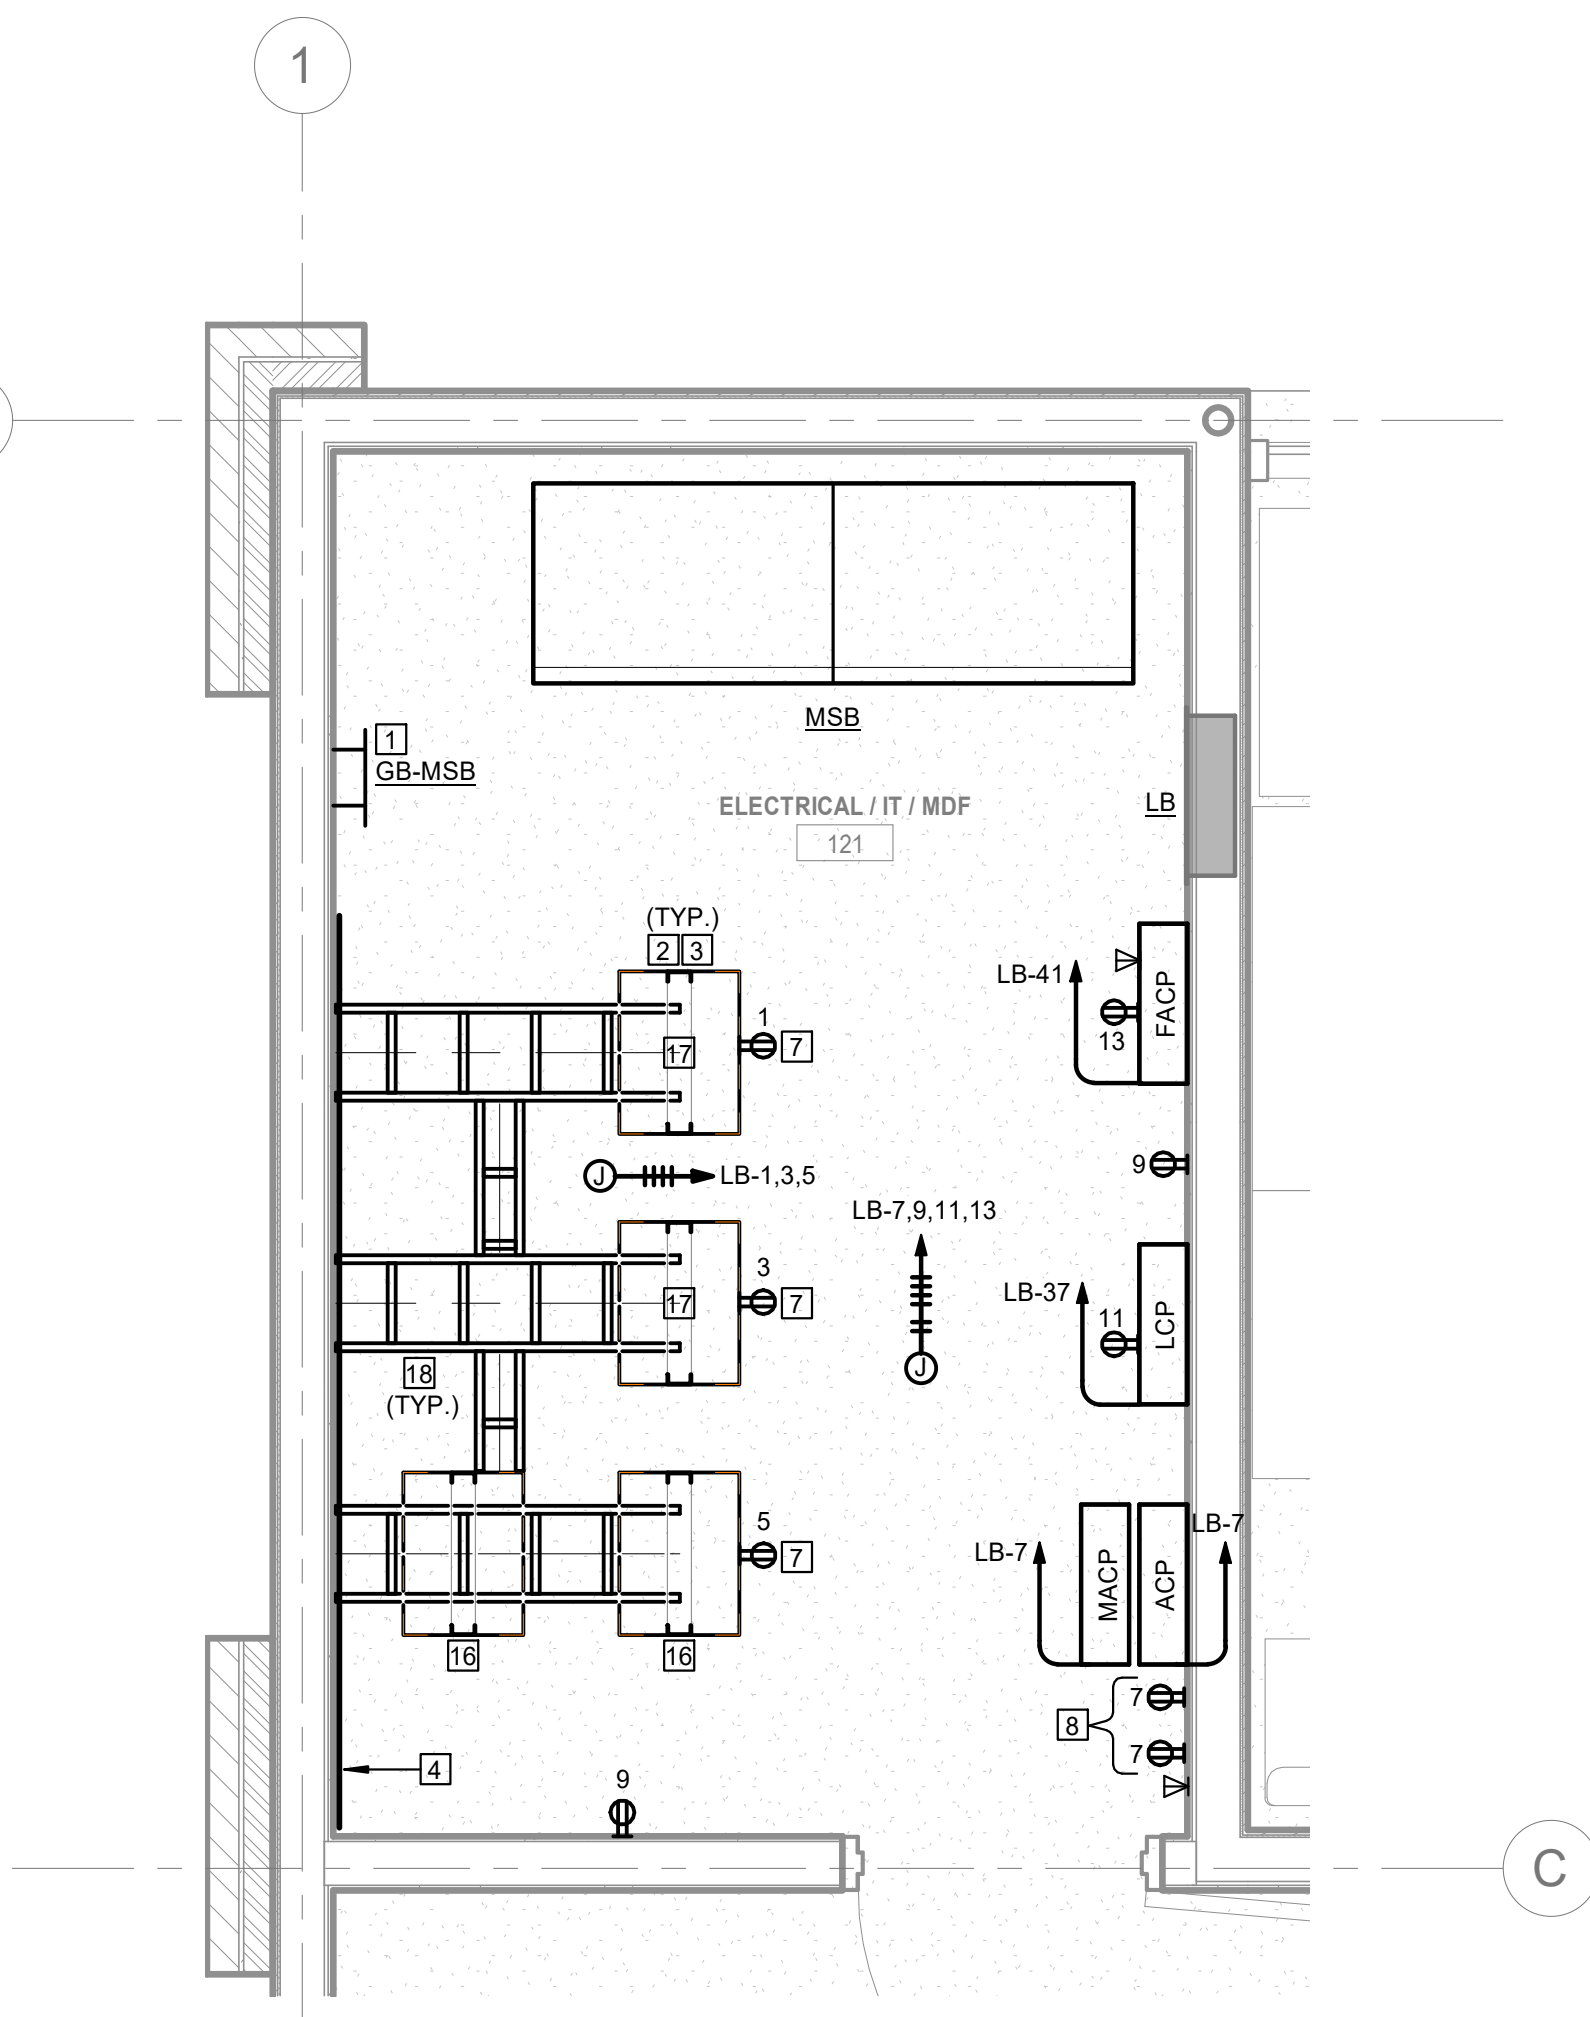 1
MSB
1
GB-MSB
ELECTRICAL / IT / MDF
121
LB
(TYP.)
2 3
LB-41
FACP
13
1
17
7
9
LB-1,3,5
J
LB-7,9,11,13
3
17
7
LB-37
11
LCP
J
18
(TYP.)
5
7
LB-7
LB-7
MACP
ACP
16
16
7
8
7
4
9
C